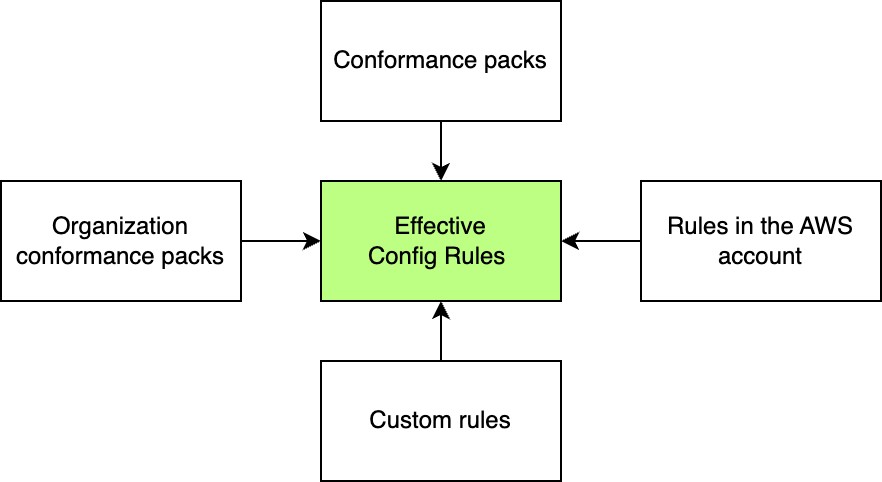 Conformance packs
Organization
conformance packs
Effective
Config Rules
Rules in the AWS
account
Custom rules